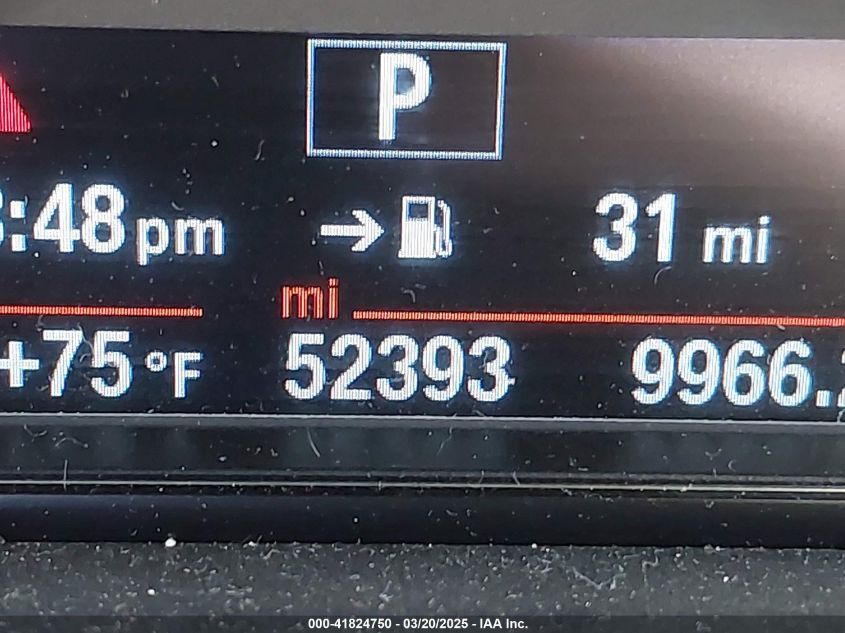 P
:48 pm → 31 mi
mi
+75 °F 52393 9966.
000-41824750 - 03/20/2025 - IAA Inc.